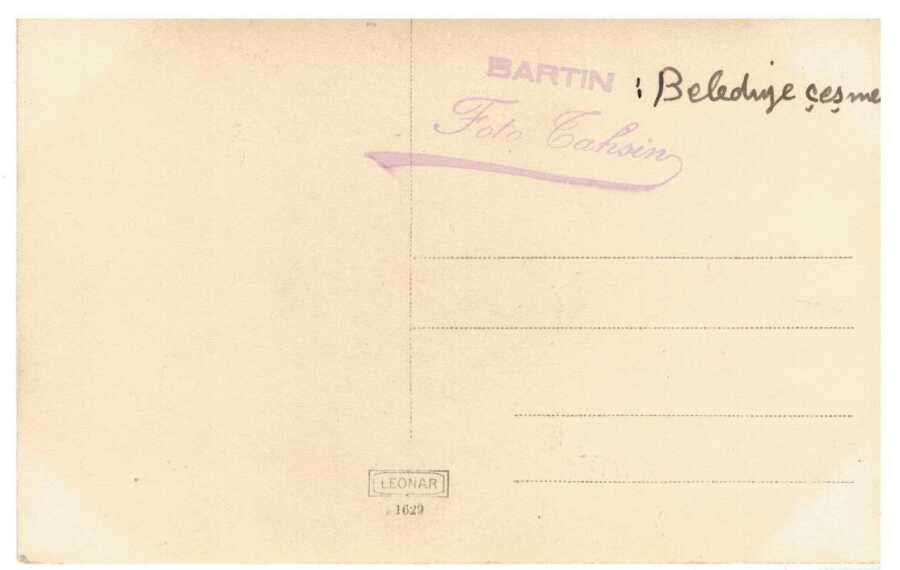 BARTIN : Belediye çeşme
Foto Tahsin
LEONAR
1629